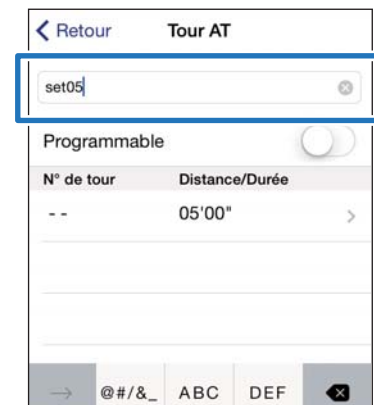 Retour Tour AT
set05
Programmable
N° de tour Distance/Durée
-- 05'00"
@#/&_ ABC DEF